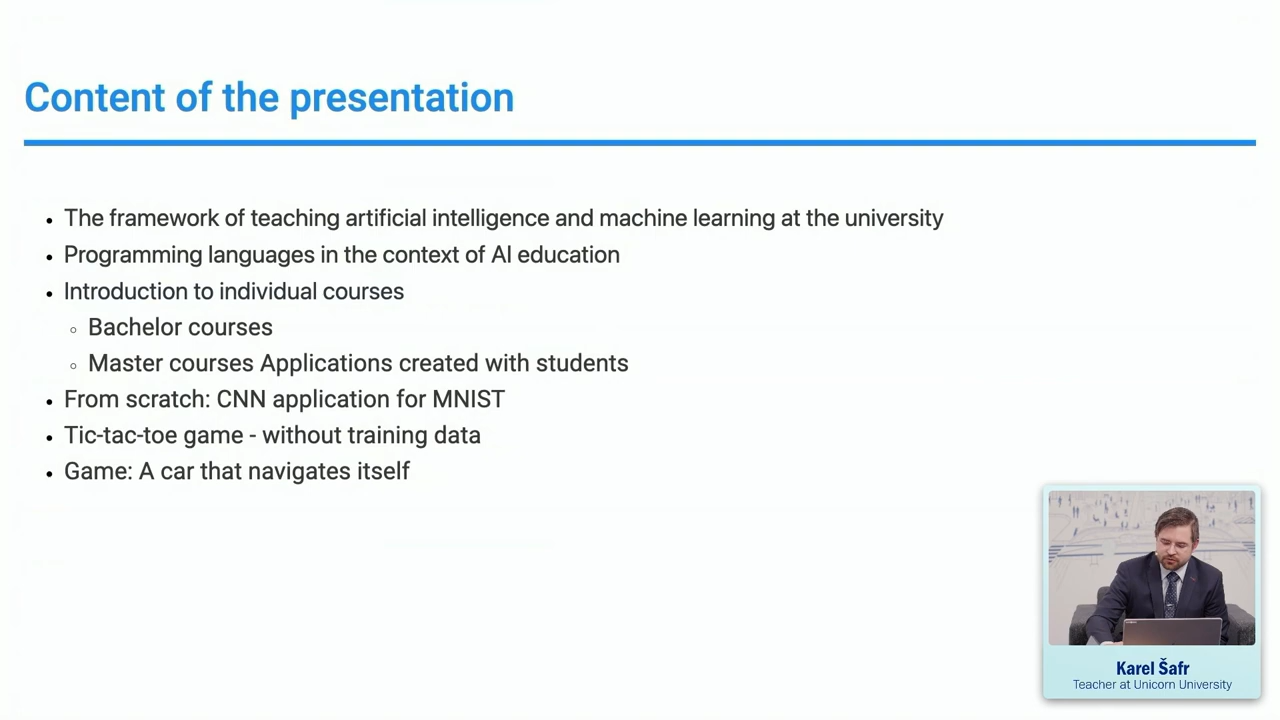 Content of the presentation
The framework of teaching artificial intelligence and machine learning at the university
Programming languages in the context of AI education
Introduction to individual courses
Bachelor courses
Master courses Applications created with students
From scratch: CNN application for MNIST
Tic-tac-toe game - without training data
Game: A car that navigates itself
Karel Šafr
Teacher at Unicorn University